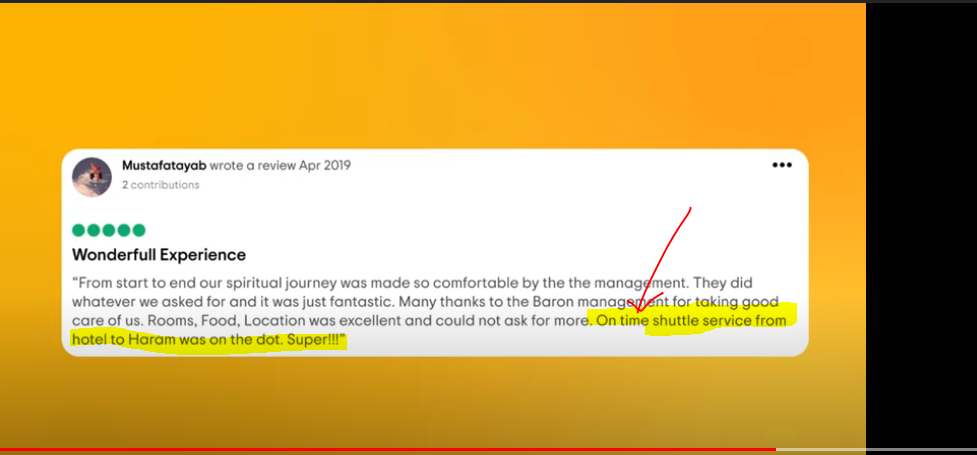 Mustafatayab wrote a review Apr 2019
2 contributions
Wonderfull Experience
"From start to end our spiritual journey was made so comfortable by the the management. They did
whatever we asked for and it was just fantastic. Many thanks to the Baron management for taking good
care of us. Rooms, Food, Location was excellent and could not ask for more. On time shuttle service from
hotel to Haram was on the dot. Super!!!"